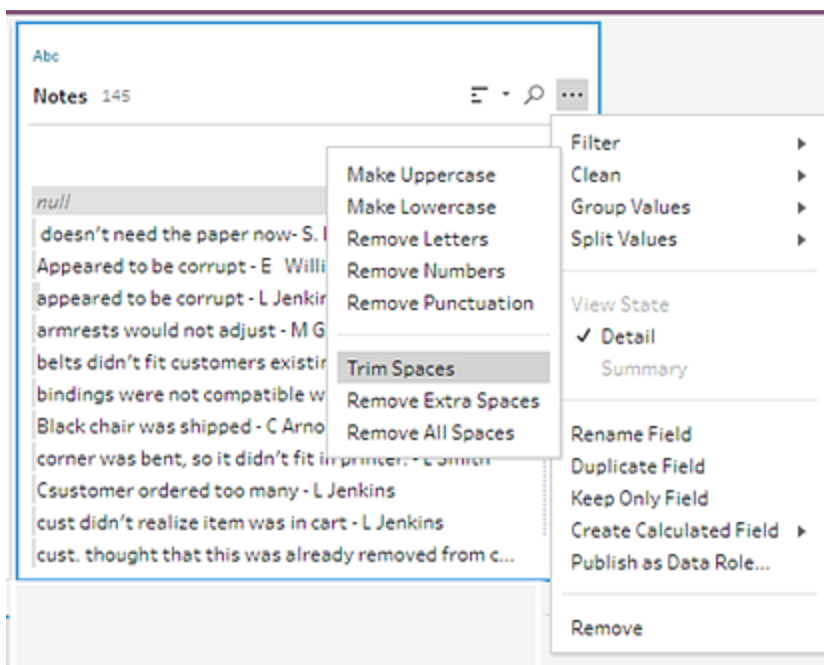 Abc
Notes 145
null
doesn't need the paper now- S.
Appeared to be corrupt - E Willi
appeared to be corrupt - L Jenkin
armrests would not adjust - M G
belts didn't fit customers existin
bindings were not compatible w
Black chair was shipped - C Arno
corner was bent, so it didn't fit in printer. - L Smith
Csustomer ordered too many - L Jenkins
cust didn't realize item was in cart - L Jenkins
cust. thought that this was already removed from c...
Make Uppercase
Make Lowercase
Remove Letters
Remove Numbers
Remove Punctuation
Trim Spaces
Remove Extra Spaces
Remove All Spaces
Filter
Clean
Group Values
Split Values
View State
✓ Detail
Summary
Rename Field
Duplicate Field
Keep Only Field
Create Calculated Field
Publish as Data Role...
Remove